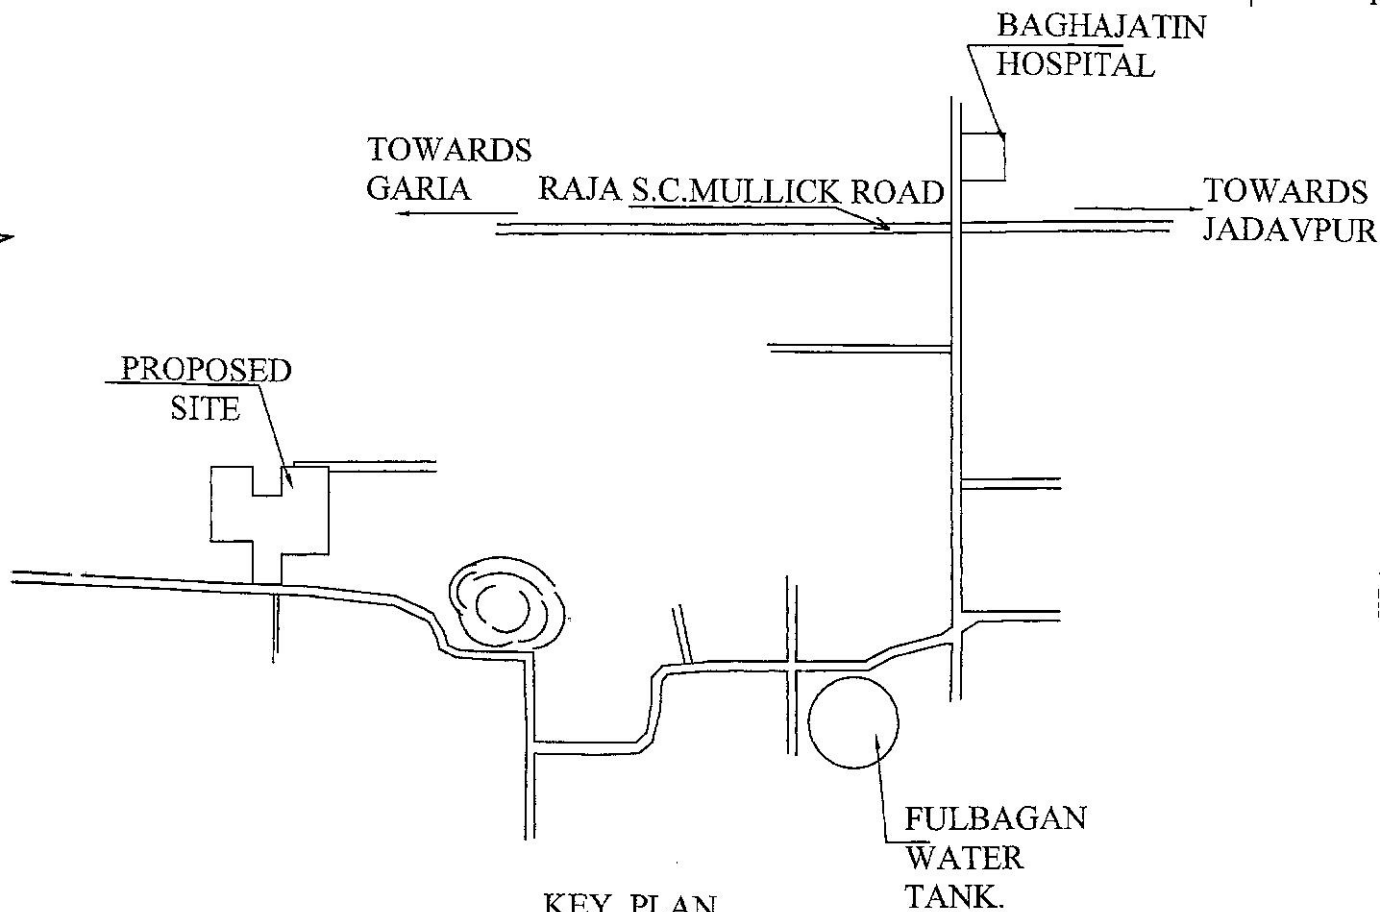 BAGHAJATIN
HOSPITAL
TOWARDS
GARIA
RAJA S.C.MULLICK ROAD
TOWARDS
JADAVPUR
PROPOSED
SITE
FULBAGAN
WATER
TANK.
KEY PLAN